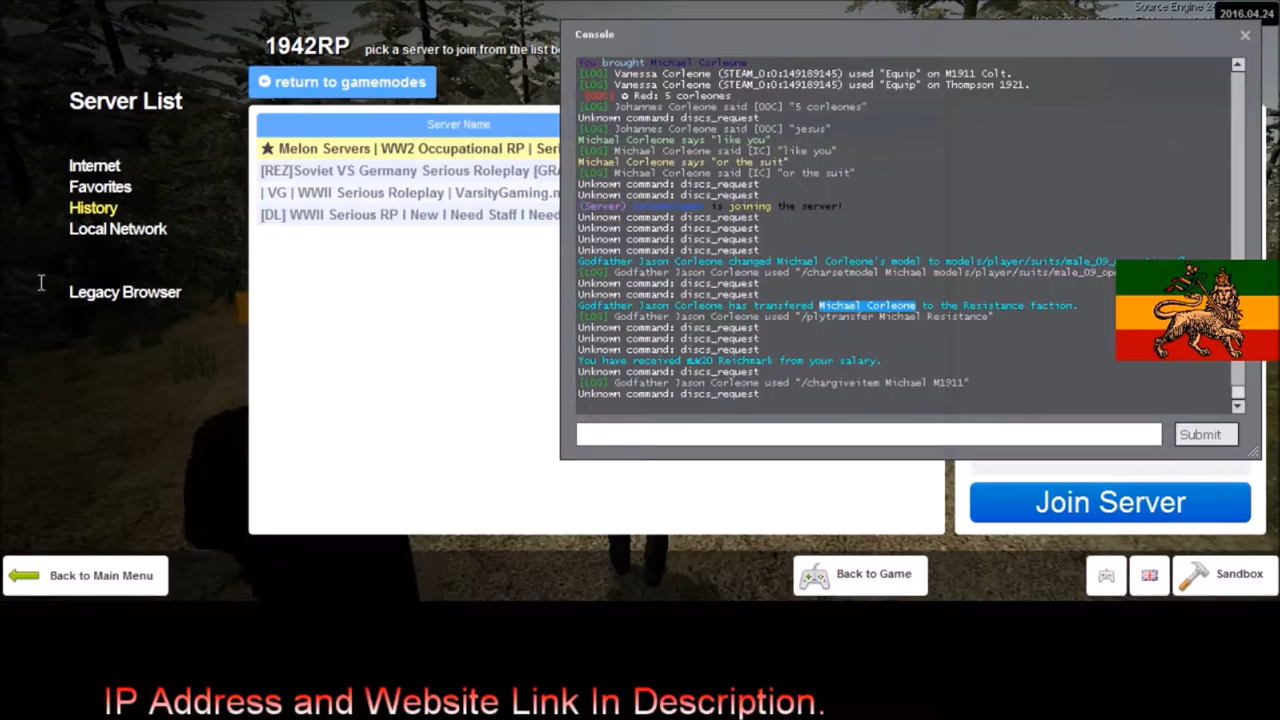 Source Engine 24
2016.04.24
1942RP pick a server to join from the list be
return to gamemodes
Server List
Internet
Favorites
History
Local Network
Legacy Browser
Server Name
★ Melon Servers | WW2 Occupational RP | Seri
[REZ]Soviet VS Germany Serious Roleplay [GRA
| VG | WWII Serious Roplay | VarsityGaming.n
[DL] WWII Serious RP I New I Need Staff I Need
Console
You brought Michael Corleone
[LOG] Vanessa Corleone (STEAM_0:0:149189145) used "Equip" on M1911 Colt.
[LOG] Vanessa Corleone (STEAM_0:0:149189145) used "Equip" on Thompson 1921.
[OOC] Red: 5 corleones
[LOG] Johannes Corleone said [OOC] "5 corleones"
Unknown command: discs_request
[LOG] Johannes Corleone said [OOC] "jesus"
Michael Corleone says "like you"
[LOG] Michael Corleone said [IC] "like you"
Michael Corleone says "or the suit"
[LOG] Michael Corleone said [IC] "or the suit"
Unknown command: discs_request
Unknown command: discs_request
(Server) is joining the server!
Unknown command: discs_request
Unknown command: discs_request
Unknown command: discs_request
Unknown command: discs_request
Godfather Jason Corleone changed Michael Corleone's model to models/player/suits/male_09_
[LOG] Godfather Jason Corleone used "/charsetmodel Michael models/player/suits/male_09_op
Unknown command: discs_request
Unknown command: discs_request
Godfather Jason Corleone has transfered Michael Corleone to the Resistance faction.
[LOG] Godfather Jason Corleone used "/plytransfer Michael Resistance"
Unknown command: discs_request
Unknown command: discs_request
Unknown command: discs_request
You have received 20 Reichmark from your salary.
Unknown command: discs_request
[LOG] Godfather Jason Corleone used "/chargiveitem Michael M1911"
Unknown command: discs_request
Submit
Join Server
Back to Main Menu
Back to Game
Sandbox
IP Address and Website Link In Description.